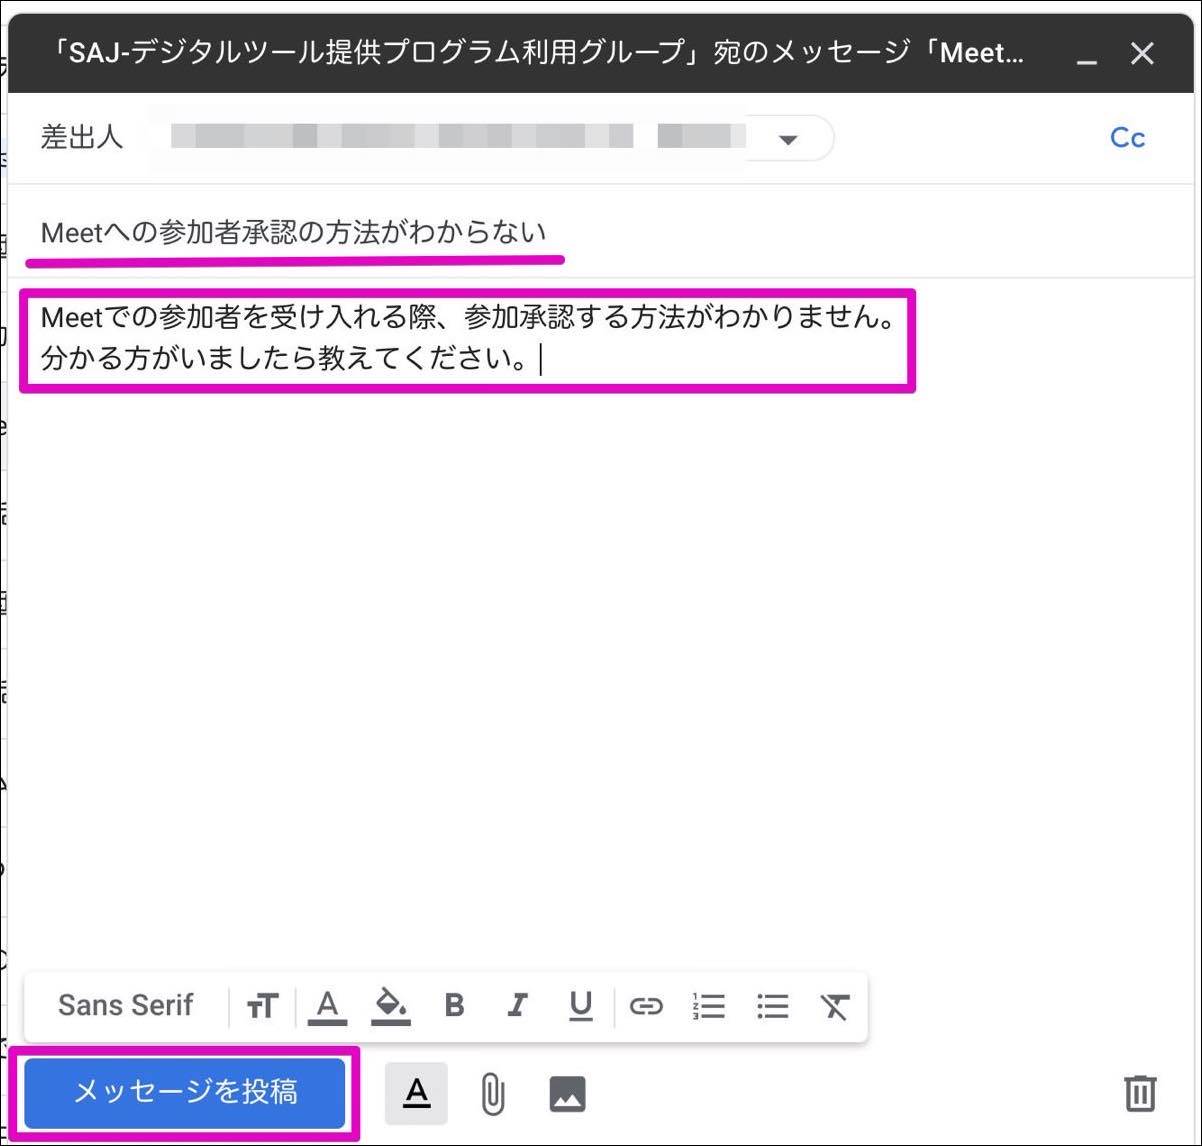 「SAJ-デジタルツール提供プログラム利用グループ」宛のメッセージ「Meet...
差出人
Cc
Meetへの参加者承認の方法がわからない
Meetでの参加者を受け入れる際、参加承認する方法がわかりません。
分かる方がいましたら教えてください。
Sans Serif
メッセージを投稿